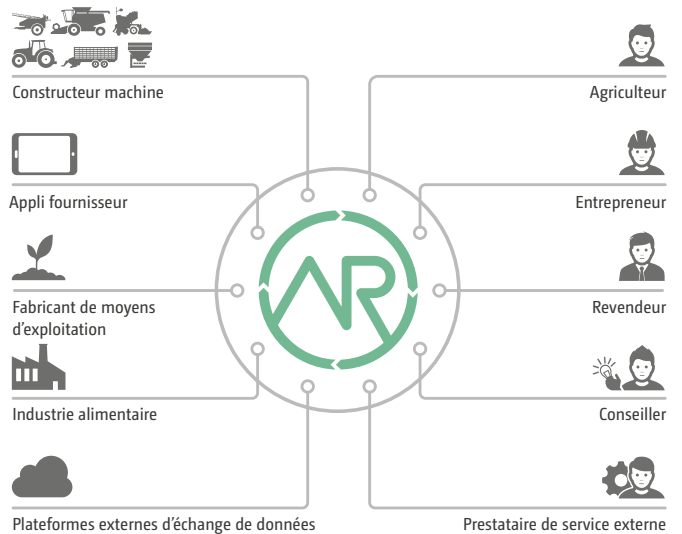 Constructeur machine
Agriculteur
Appli fournisseur
Entrepreneur
AR
Fabricant de moyens
d'exploitation
Revendeur
Industrie alimentaire
Conseiller
Plateformes externes d'échange de données
Prestataire de service externe